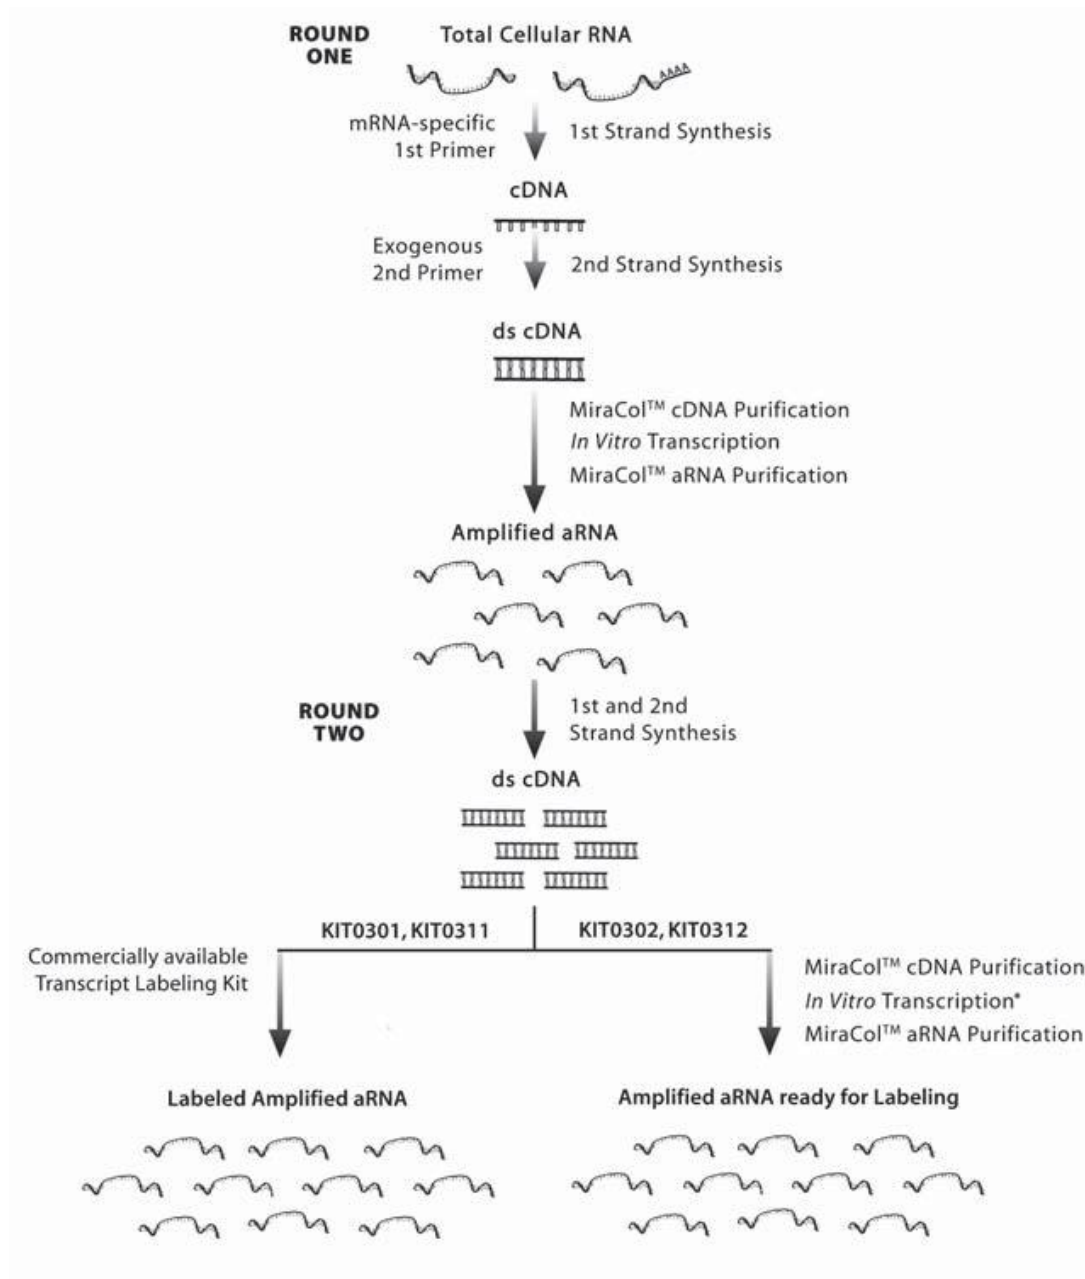 ROUND
ONE
Total Cellular RNA
AAAA
mRNA-specific
1st Primer
1st Strand Synthesis
cDNA
Exogenous
2nd Primer
2nd Strand Synthesis
ds cDNA
MiraCol™ cDNA Purification
In Vitro Transcription
MiraCol™ aRNA Purification
Amplified aRNA
ROUND
TWO
1st and 2nd
Strand Synthesis
ds cDNA
KIT0301, KIT0311
KIT0302, KIT0312
Commercially available
Transcript Labeling Kit
MiraCol™ cDNA Purification
In Vitro Transcription*
MiraCol™ aRNA Purification
Labeled Amplified aRNA
Amplified aRNA ready for Labeling